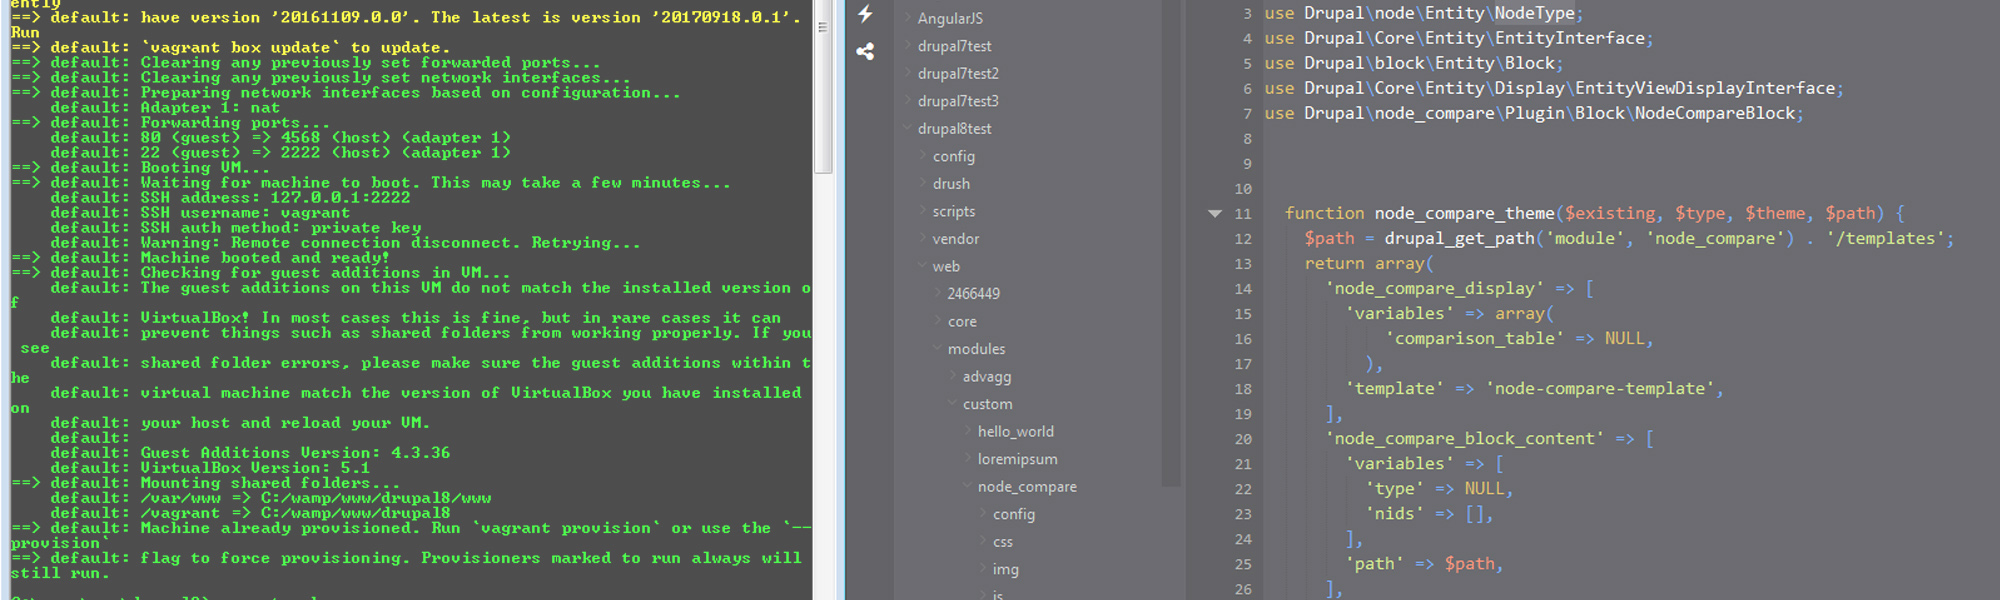 ently
==> default: have version '20161109.0.0'. The latest is version '20170918.0.1'.
Run
==> default: `vagrant box update` to update.
==> default: Clearing any previously set forwarded ports...
==> default: Clearing any previously set network interfaces...
==> default: Preparing network interfaces based on configuration...
default: Adapter 1: nat
==> default: Forwarding ports...
default: 80 (guest) => 4568 (host) (adapter 1)
default: 22 (guest) => 2222 (host) (adapter 1)
==> default: Booting VM...
==> default: Waiting for machine to boot. This may take a few minutes...
default: SSH address: 127.0.0.1:2222
default: SSH username: vagrant
default: SSH auth method: private key
default: Warning: Remote connection disconnect. Retrying...
==> default: Machine booted and ready!
==> default: Checking for guest additions in VM...
default: The guest additions on this VM do not match the installed version o
f
default: VirtualBox! In most cases this is fine, but in rare cases it can
default: prevent things such as shared folders from working properly. If you
see
default: shared folder errors, please make sure the guest additions within t
he
default: virtual machine match the version of VirtualBox you have installed
on
default: your host and reload your VM.
default:
default: Guest Additions Version: 4.3.36
default: VirtualBox Version: 5.1
==> default: Mounting shared folders...
default: /var/www => C:/wamp/www/drupal8/www
default: /vagrant => C:/wamp/www/drupal8
==> default: Machine already provisioned. Run `vagrant provision` or use the `--
provision`
==> default: flag to force provisioning. Provisioners marked to run always will
still run.
AngularJS
drupal7test
drupal7test2
drupal7test3
drupal8test
config
drush
scripts
vendor
web
2466449
core
modules
advagg
custom
hello_world
loremipsum
node_compare
config
css
img
js
3 use Drupal\node\Entity\NodeType;
4 use Drupal\Core\Entity\EntityInterface;
5 use Drupal\block\Entity\Block;
6 use Drupal\Core\Entity\Display\EntityViewDisplayInterface;
7 use Drupal\node_compare\Plugin\Block\NodeCompareBlock;
8
9
10
11 function node_compare_theme($existing, $type, $theme, $path) {
12 $path = drupal_get_path('module', 'node_compare') . '/templates';
13 return array(
14 'node_compare_display' => [
15 'variables' => array(
16 'comparison_table' => NULL,
17 ),
18 'template' => 'node-compare-template',
19 ],
20 'node_compare_block_content' => [
21 'variables' => [
22 'type' => NULL,
23 'nids' => [],
24 ],
25 'path' => $path,
26 ],